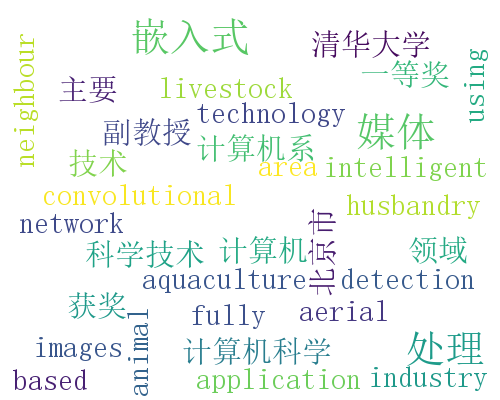 嵌入式
清华大学
neighbour
一等奖
using
主要
livestock
technology
媒体
副教授
计算机系
技术
area
intelligent
convolutional
husbandry
network
北京市
科学技术
计算机
领域
aquaculture
detection
获奖
fully
aerial
animal
images
计算机科学
处理
based
application
industry